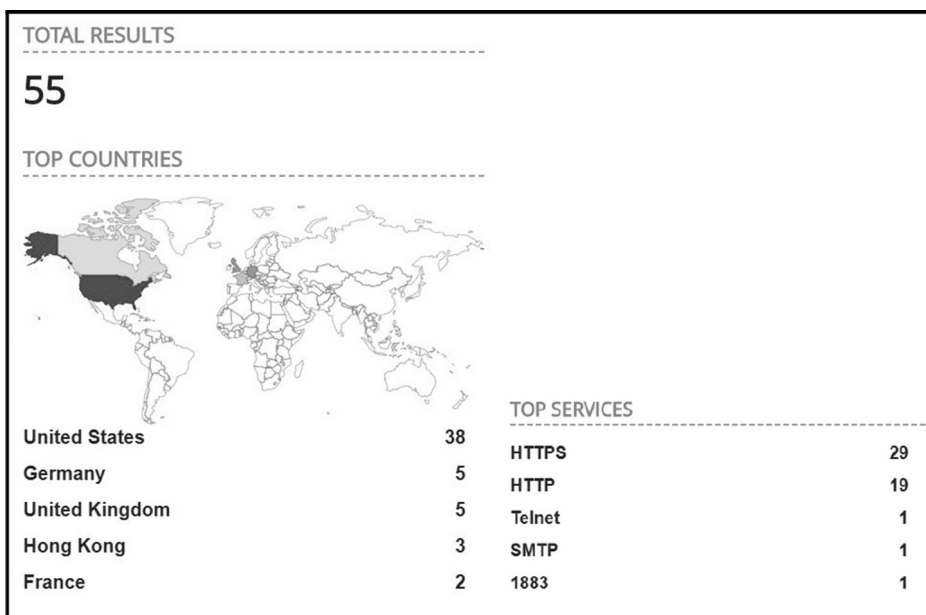 TOTAL RESULTS
55
TOP COUNTRIES
United States 38
Germany 5
United Kingdom 5
Hong Kong 3
France 2
TOP SERVICES
HTTPS 29
HTTP 19
Telnet 1
SMTP 1
1883 1